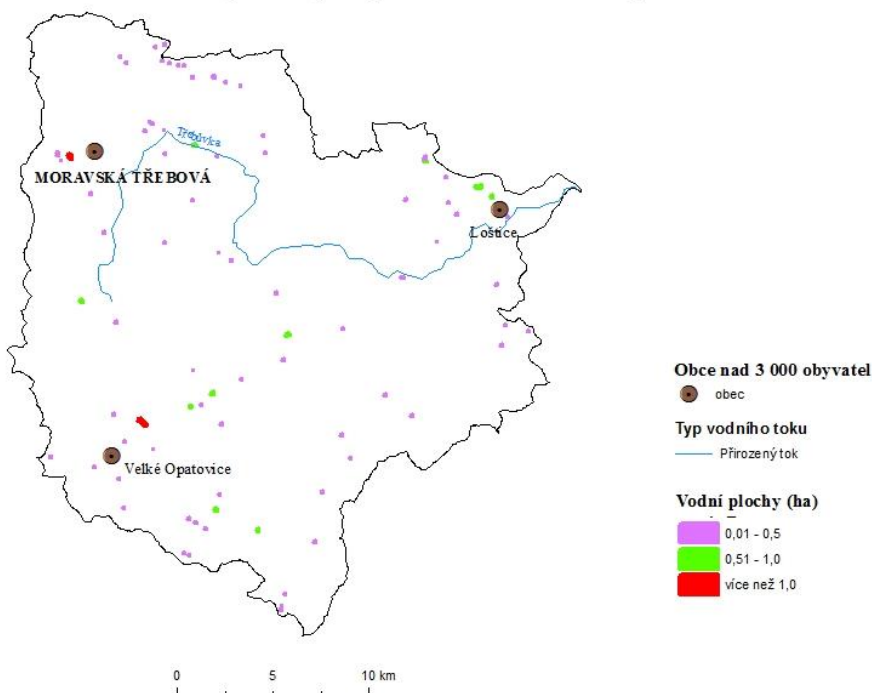 Třebůvka
MORAVSKÁ TŘEBOVÁ
Loštice
Velké Opatovice
Obce nad 3 000 obyvatel
obec
Typ vodního toku
Přirozený tok
Vodní plochy (ha)
0,01 - 0,5
0,51 - 1,0
více než 1,0
0 5 10 km